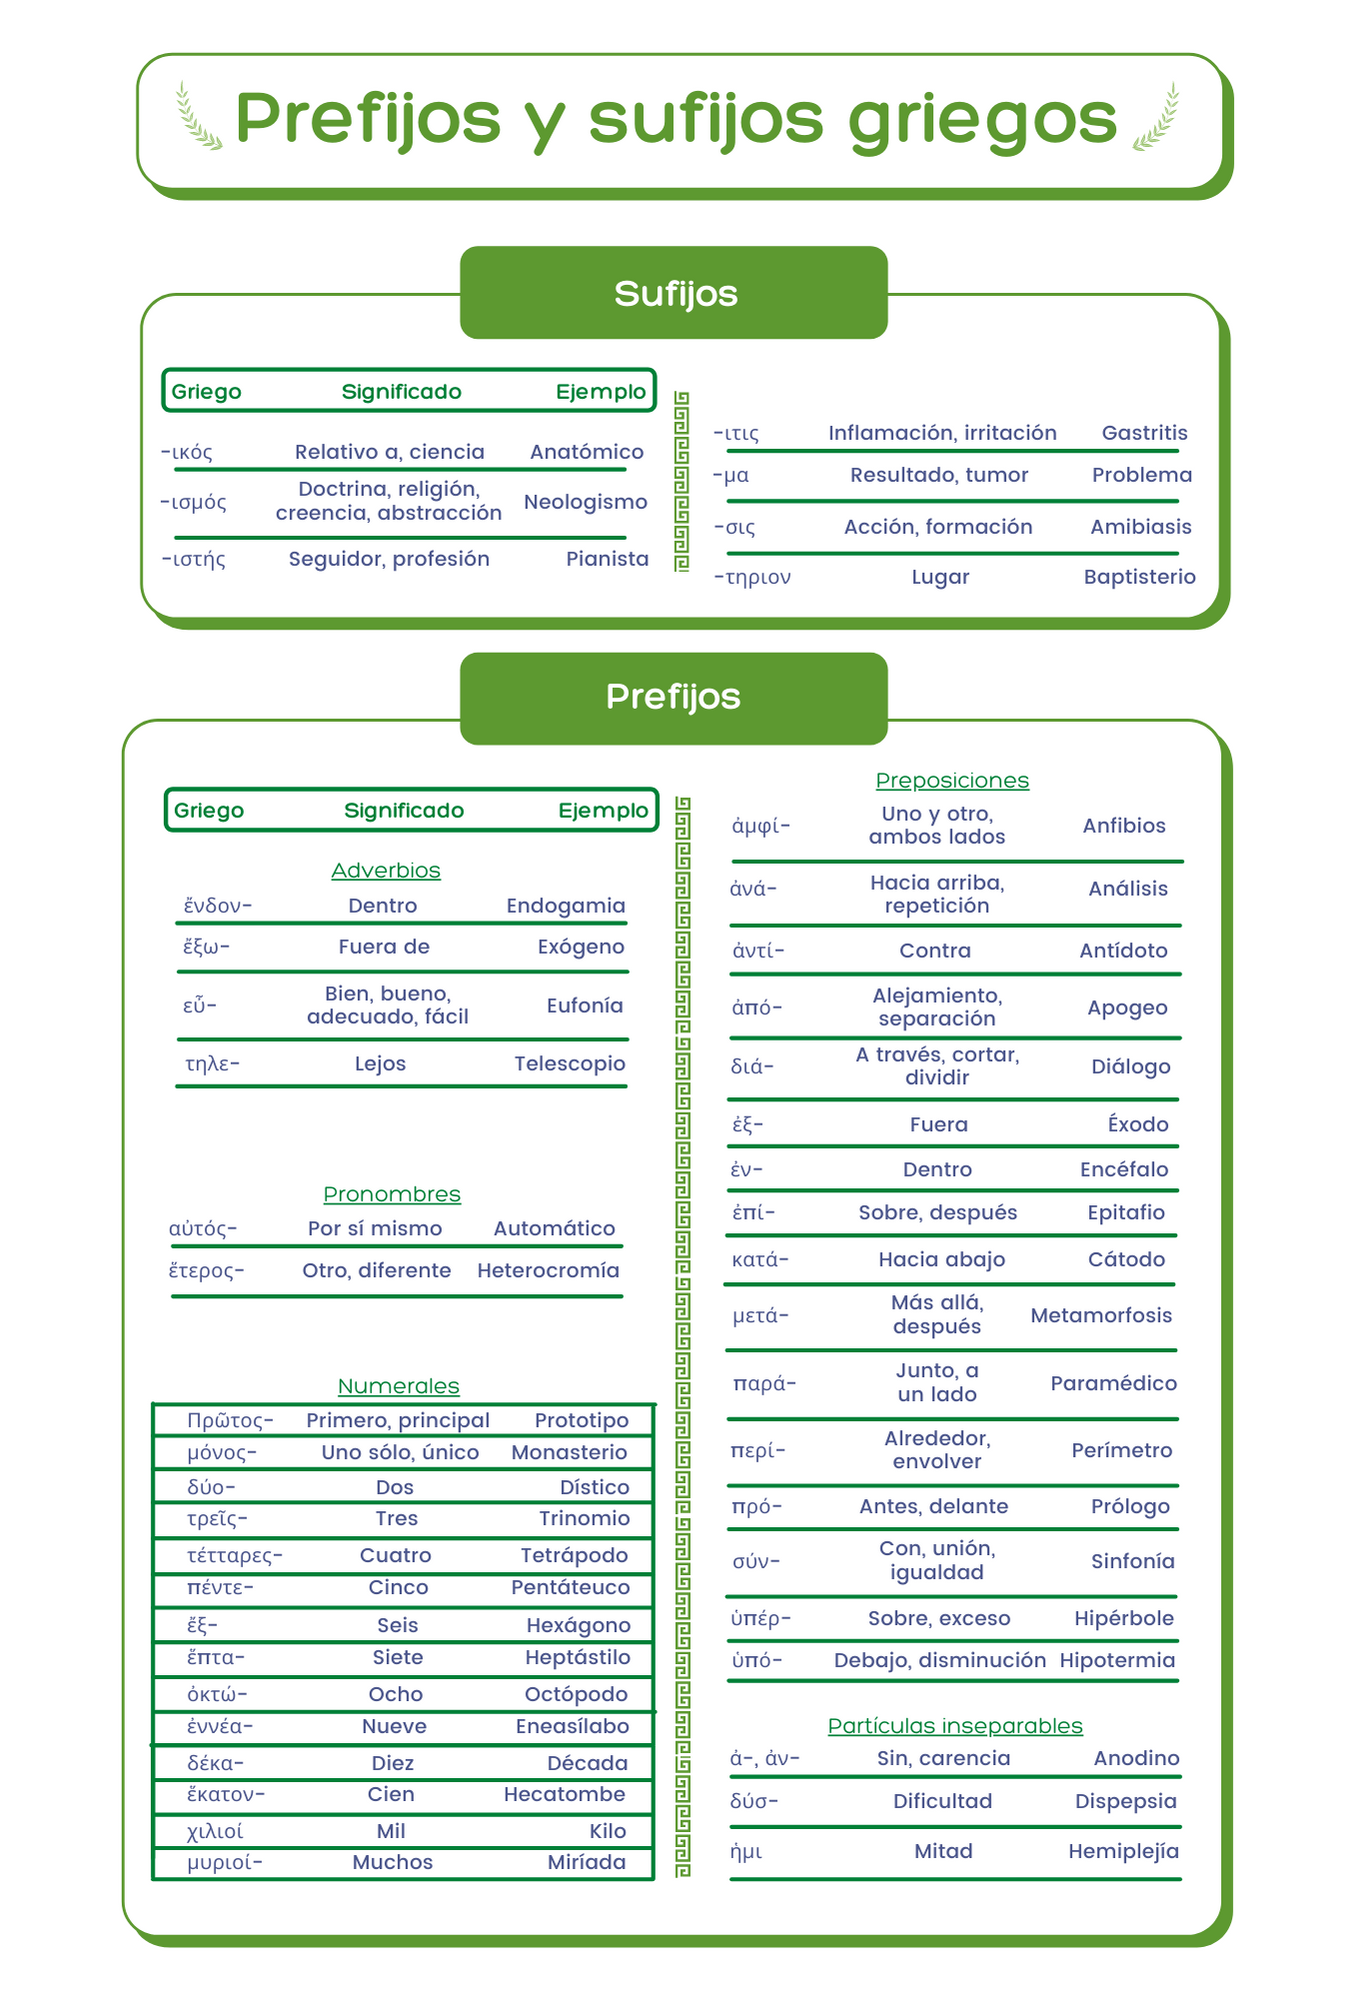 Prefijos y sufijos griegos
Sufijos
Griego Significado Ejemplo
-ικός Relativo a, ciencia Anatómico
-ισμός Doctrina, religión, creencia, abstracción Neologismo
-ιστής Seguidor, profesión Pianista
-ιτις Inflamación, irritación Gastritis
-μα Resultado, tumor Problema
-σις Acción, formación Amibiasis
-τηριον Lugar Baptisterio
Prefijos
Griego Significado Ejemplo
Adverbios
ἔνδον- Dentro Endogamia
ἔξω- Fuera de Exógeno
εὖ- Bien, bueno, adecuado, fácil Eufonía
τηλε- Lejos Telescopio
Pronombres
αὐτός- Por sí mismo Automático
ἔτερος- Otro, diferente Heterocromía
Numerales
Πρῶτος- Primero, principal Prototipo
μόνος- Uno sólo, único Monasterio
δύο- Dos Dístico
τρεῖς- Tres Trinomio
τέτταρες- Cuatro Tetrápodo
πέντε- Cinco Pentáteuco
ἔξ- Seis Hexágono
ἕπτα- Siete Heptástilo
ὀκτώ- Ocho Octópodo
ἐννέα- Nueve Eneasílabo
δέκα- Diez Década
ἔκατον- Cien Hecatombe
χιλιοί Mil Kilo
μυριοί- Muchos Miríada
Preposiciones
ἀμφί- Uno y otro, ambos lados Anfibios
ἀνά- Hacia arriba, repetición Análisis
ἀντί- Contra Antídoto
ἀπό- Alejamiento, separación Apogeo
διά- A través, cortar, dividir Diálogo
ἐξ- Fuera Éxodo
ἐν- Dentro Encéfalo
ἐπί- Sobre, después Epitafio
κατά- Hacia abajo Cátodo
μετά- Más allá, después Metamorfosis
παρά- Junto, a un lado Paramédico
περί- Alrededor, envolver Perímetro
πρό- Antes, delante Prólogo
σύν- Con, unión, igualdad Sinfonía
ὑπέρ- Sobre, exceso Hipérbole
ὑπό- Debajo, disminución Hipotermia
Partículas inseparables
ἀ-, ἀν- Sin, carencia Anodino
δύσ- Dificultad Dispepsia
ἡμι Mitad Hemiplejía